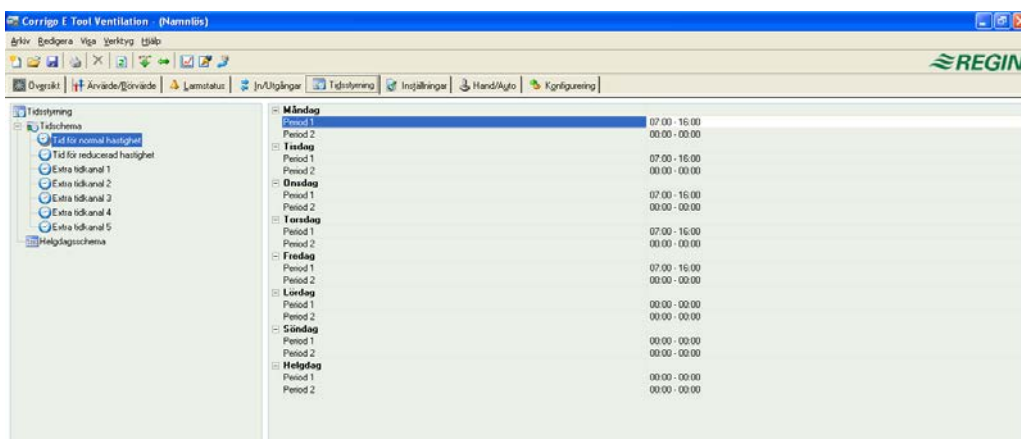 Corrigo E Tool Ventilation - (Namnlös)
Arkiv Redigera Visa Verktyg Hjälp
REGIN
Översikt Ärvärde/Börvärde Larmstatus In/Utgångar Tidsstyrning Inställningar Hand/Auto Konfigurering
Tidsstyrning
Tidschema
Tid för normal hastighet
Tid för reducerad hastighet
Extra tidkanal 1
Extra tidkanal 2
Extra tidkanal 3
Extra tidkanal 4
Extra tidkanal 5
Helgdagsschema
Måndag
Period 1 07:00 - 16:00
Period 2 00:00 - 00:00
Tisdag
Period 1 07:00 - 16:00
Period 2 00:00 - 00:00
Onsdag
Period 1 07:00 - 16:00
Period 2 00:00 - 00:00
Torsdag
Period 1 07:00 - 16:00
Period 2 00:00 - 00:00
Fredag
Period 1 07:00 - 16:00
Period 2 00:00 - 00:00
Lördag
Period 1 00:00 - 00:00
Period 2 00:00 - 00:00
Söndag
Period 1 00:00 - 00:00
Period 2 00:00 - 00:00
Helgdag
Period 1 00:00 - 00:00
Period 2 00:00 - 00:00